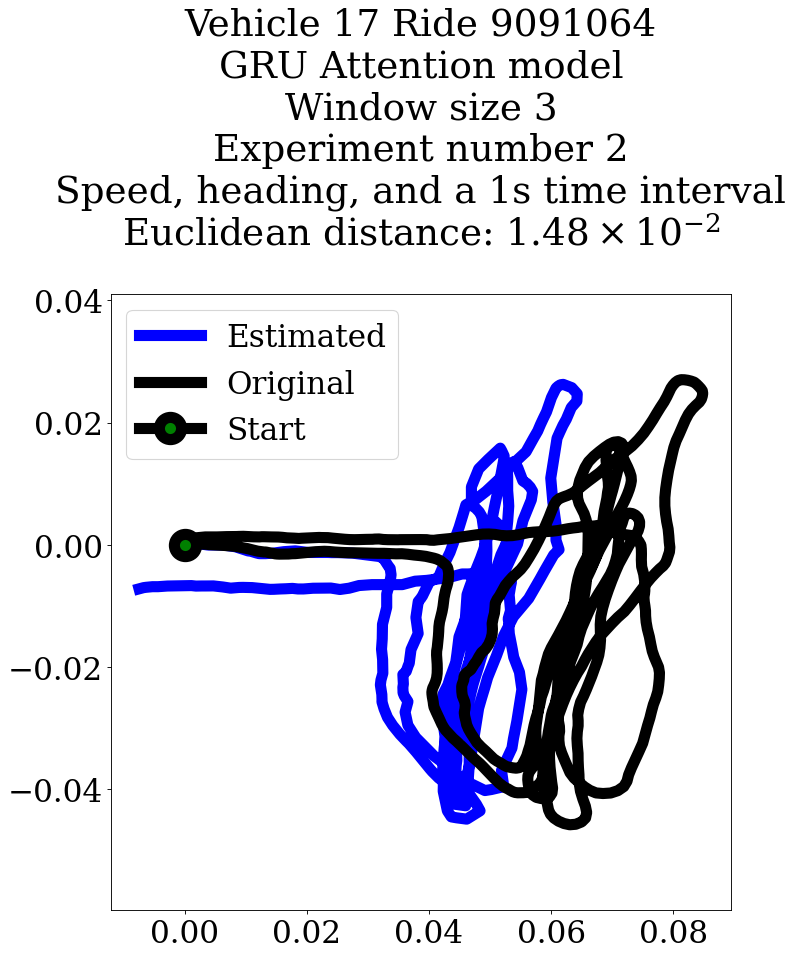 Vehicle 17 Ride 9091064
GRU Attention model
Window size 3
Experiment number 2
Speed, heading, and a 1s time interval
Euclidean distance: 1.48 × 10⁻²
0.04
0.02
0.00
−0.02
−0.04
Estimated
Original
Start
0.00 0.02 0.04 0.06 0.08